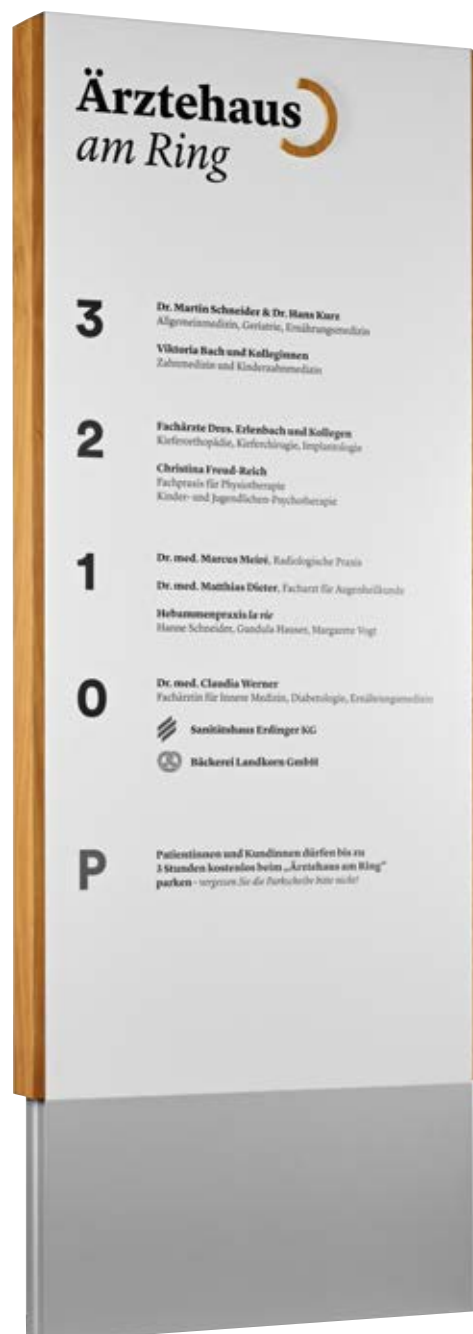 Ärztehaus
am Ring
3
Dr. Martin Schneider & Dr. Hans Kurz
Allgemeinmedizin, Geriatrie, Ernährungsmedizin
Viktoria Bach und Kolleginnen
Zahnmedizin und Kinderzahnmedizin
2
Fachärzte Dres. Erlenbach und Kollegen
Kieferorthopädie, Kieferchirugie, Implantologie
Christina Freud-Reich
Fachpraxis für Physiotherapie
Kinder- und Jugendlichen-Psychotherapie
1
Dr. med. Marcus Meiré, Radiologische Praxis
Dr. med. Matthias Dieter, Facharzt für Augenheilkunde
Hebammenpraxis la vie
Hanne Schneider, Gundula Hauser, Margarete Vogt
0
Dr. med. Claudia Werner
Fachärztin für Innere Medizin, Diabetologie, Ernährungsmedizin
Sanitätshaus Erdinger KG
Bäckerei Landkorn GmbH
P
Patientinnen und Kundinnen dürfen bis zu
3 Stunden kostenlos beim „Ärztehaus am Ring“
parken - vergessen Sie die Parkscheibe bitte nicht!